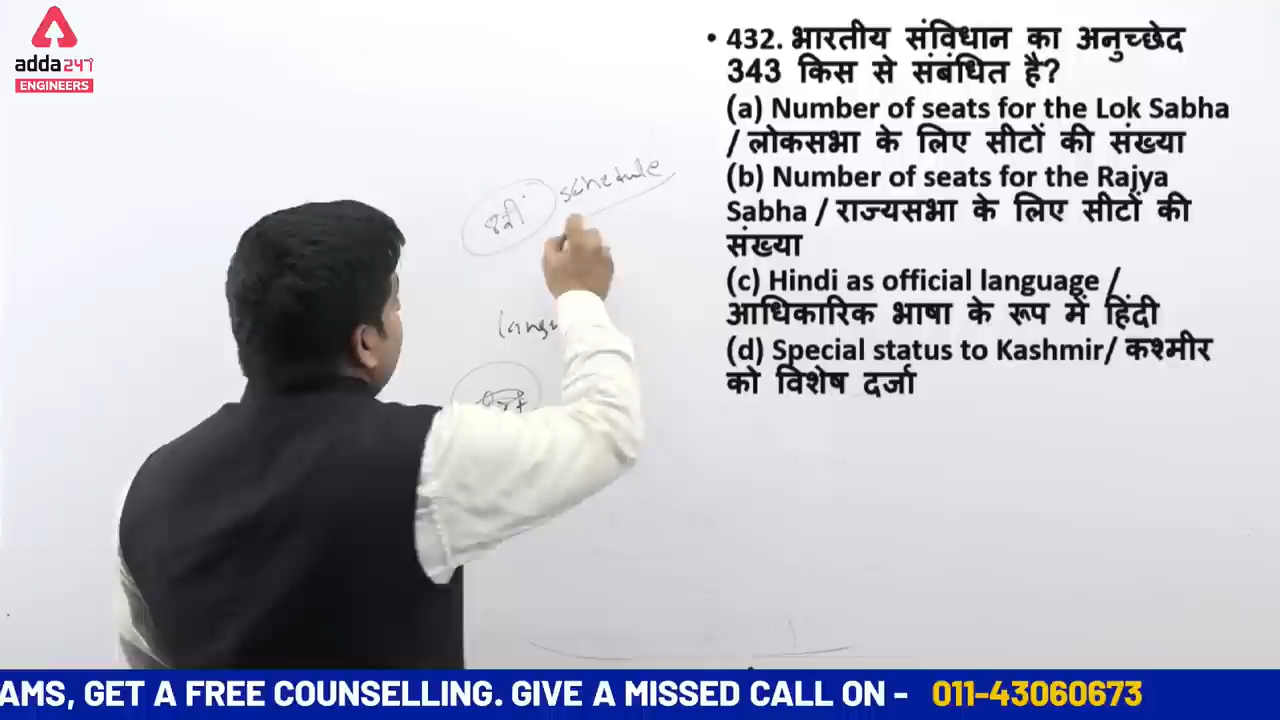 adda247
ENGINEERS
• 432. भारतीय संविधान का अनुच्छेद
343 किस से संबंधित है?
(a) Number of seats for the Lok Sabha
/ लोकसभा के लिए सीटों की संख्या
(b) Number of seats for the Rajya
Sabha / राज्यसभा के लिए सीटों की
संख्या
(c) Hindi as official language /
आधिकारिक भाषा के रूप में हिंदी
(d) Special status to Kashmir/ कश्मीर
को विशेष दर्जा
schedule
AMS, GET A FREE COUNSELLING. GIVE A MISSED CALL ON - 011-43060673